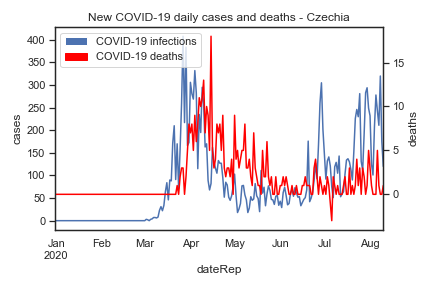 New COVID-19 daily cases and deaths - Czechia
COVID-19 infections
COVID-19 deaths
400
350
300
250
200
150
100
50
0
cases
15
10
5
0
deaths
Jan Feb Mar Apr May Jun Jul Aug
2020
dateRep